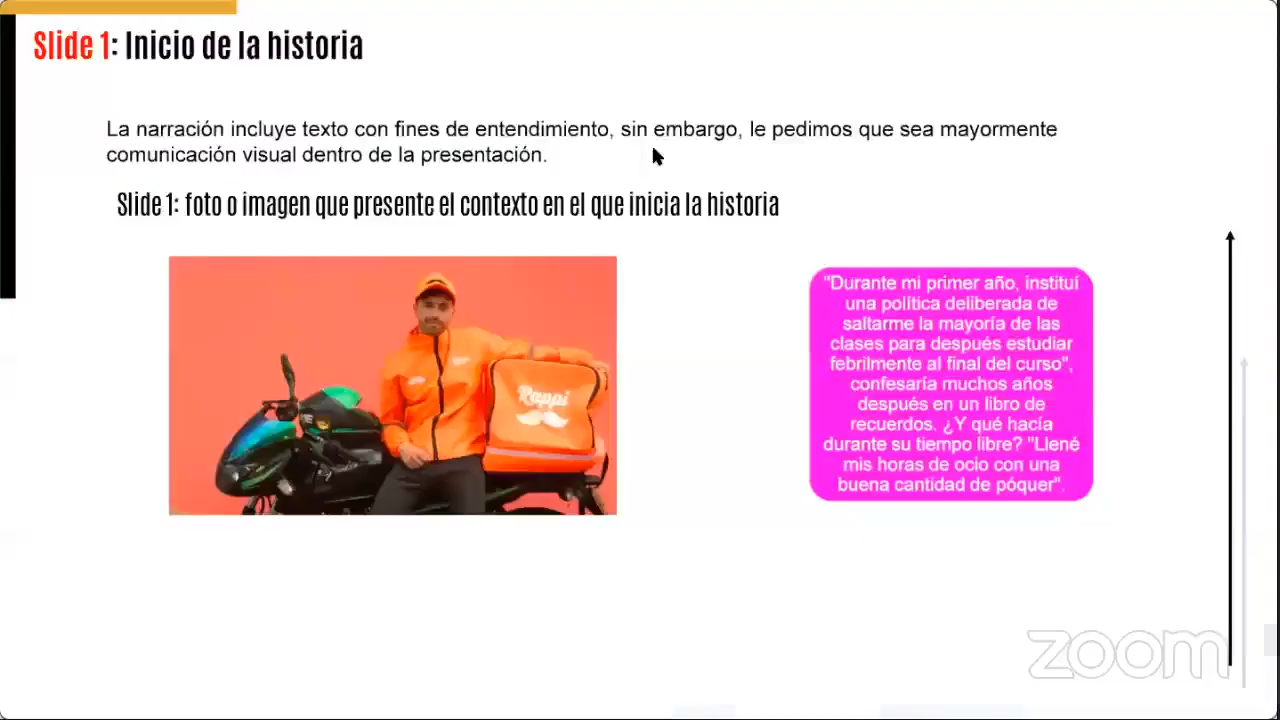 Slide 1: Inicio de la historia
La narración incluye texto con fines de entendimiento, sin embargo, le pedimos que sea mayormente
comunicación visual dentro de la presentación.
Slide 1: foto o imagen que presente el contexto en el que inicia la historia
Rappi
"Durante mi primer año, instituí
una política deliberada de
saltarme la mayoría de las
clases para después estudiar
febrilmente al final del curso",
confesaría muchos años
después en un libro de
recuerdos. ¿Y qué hacía
durante su tiempo libre? "Llené
mis horas de ocio con una
buena cantidad de póquer".
zoom